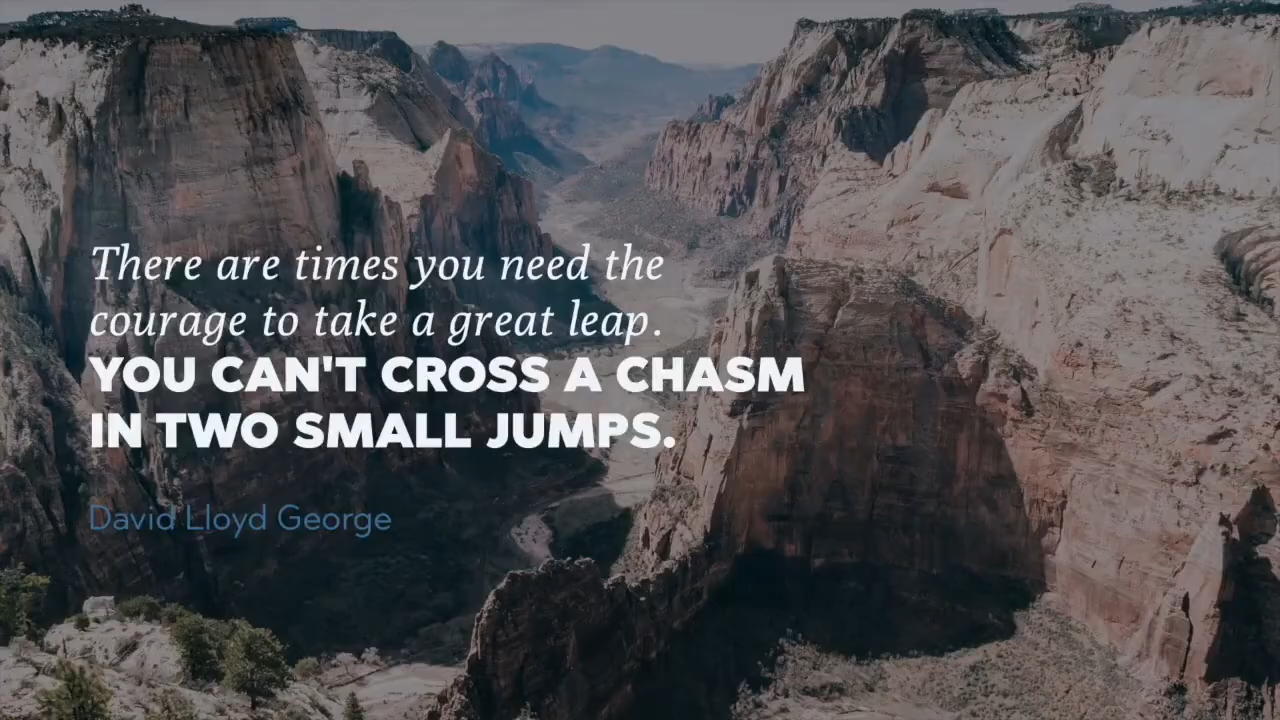 There are times you need the
courage to take a great leap.
YOU CAN'T CROSS A CHASM
IN TWO SMALL JUMPS.
David Lloyd George